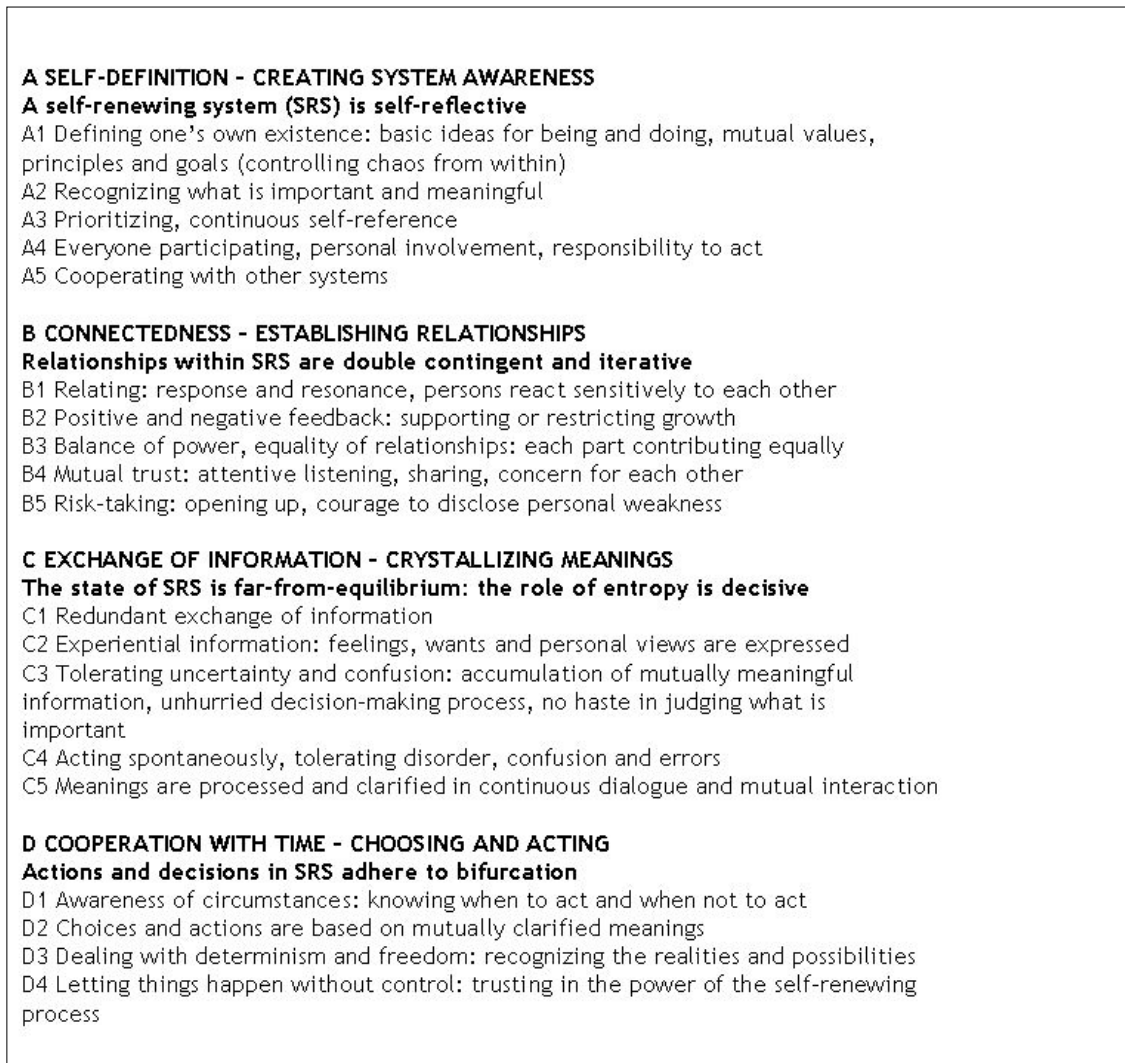 A SELF-DEFINITION - CREATING SYSTEM AWARENESS
A self-renewing system (SRS) is self-reflective
A1 Defining one's own existence: basic ideas for being and doing, mutual values,
principles and goals (controlling chaos from within)
A2 Recognizing what is important and meaningful
A3 Prioritizing, continuous self-reference
A4 Everyone participating, personal involvement, responsibility to act
A5 Cooperating with other systems
B CONNECTEDNESS - ESTABLISHING RELATIONSHIPS
Relationships within SRS are double contingent and iterative
B1 Relating: response and resonance, persons react sensitively to each other
B2 Positive and negative feedback: supporting or restricting growth
B3 Balance of power, equality of relationships: each part contributing equally
B4 Mutual trust: attentive listening, sharing, concern for each other
B5 Risk-taking: opening up, courage to disclose personal weakness
C EXCHANGE OF INFORMATION - CRYSTALLIZING MEANINGS
The state of SRS is far-from-equilibrium: the role of entropy is decisive
C1 Redundant exchange of information
C2 Experiential information: feelings, wants and personal views are expressed
C3 Tolerating uncertainty and confusion: accumulation of mutually meaningful
information, unhurried decision-making process, no haste in judging what is
important
C4 Acting spontaneously, tolerating disorder, confusion and errors
C5 Meanings are processed and clarified in continuous dialogue and mutual interaction
D COOPERATION WITH TIME - CHOOSING AND ACTING
Actions and decisions in SRS adhere to bifurcation
D1 Awareness of circumstances: knowing when to act and when not to act
D2 Choices and actions are based on mutually clarified meanings
D3 Dealing with determinism and freedom: recognizing the realities and possibilities
D4 Letting things happen without control: trusting in the power of the self-renewing
process